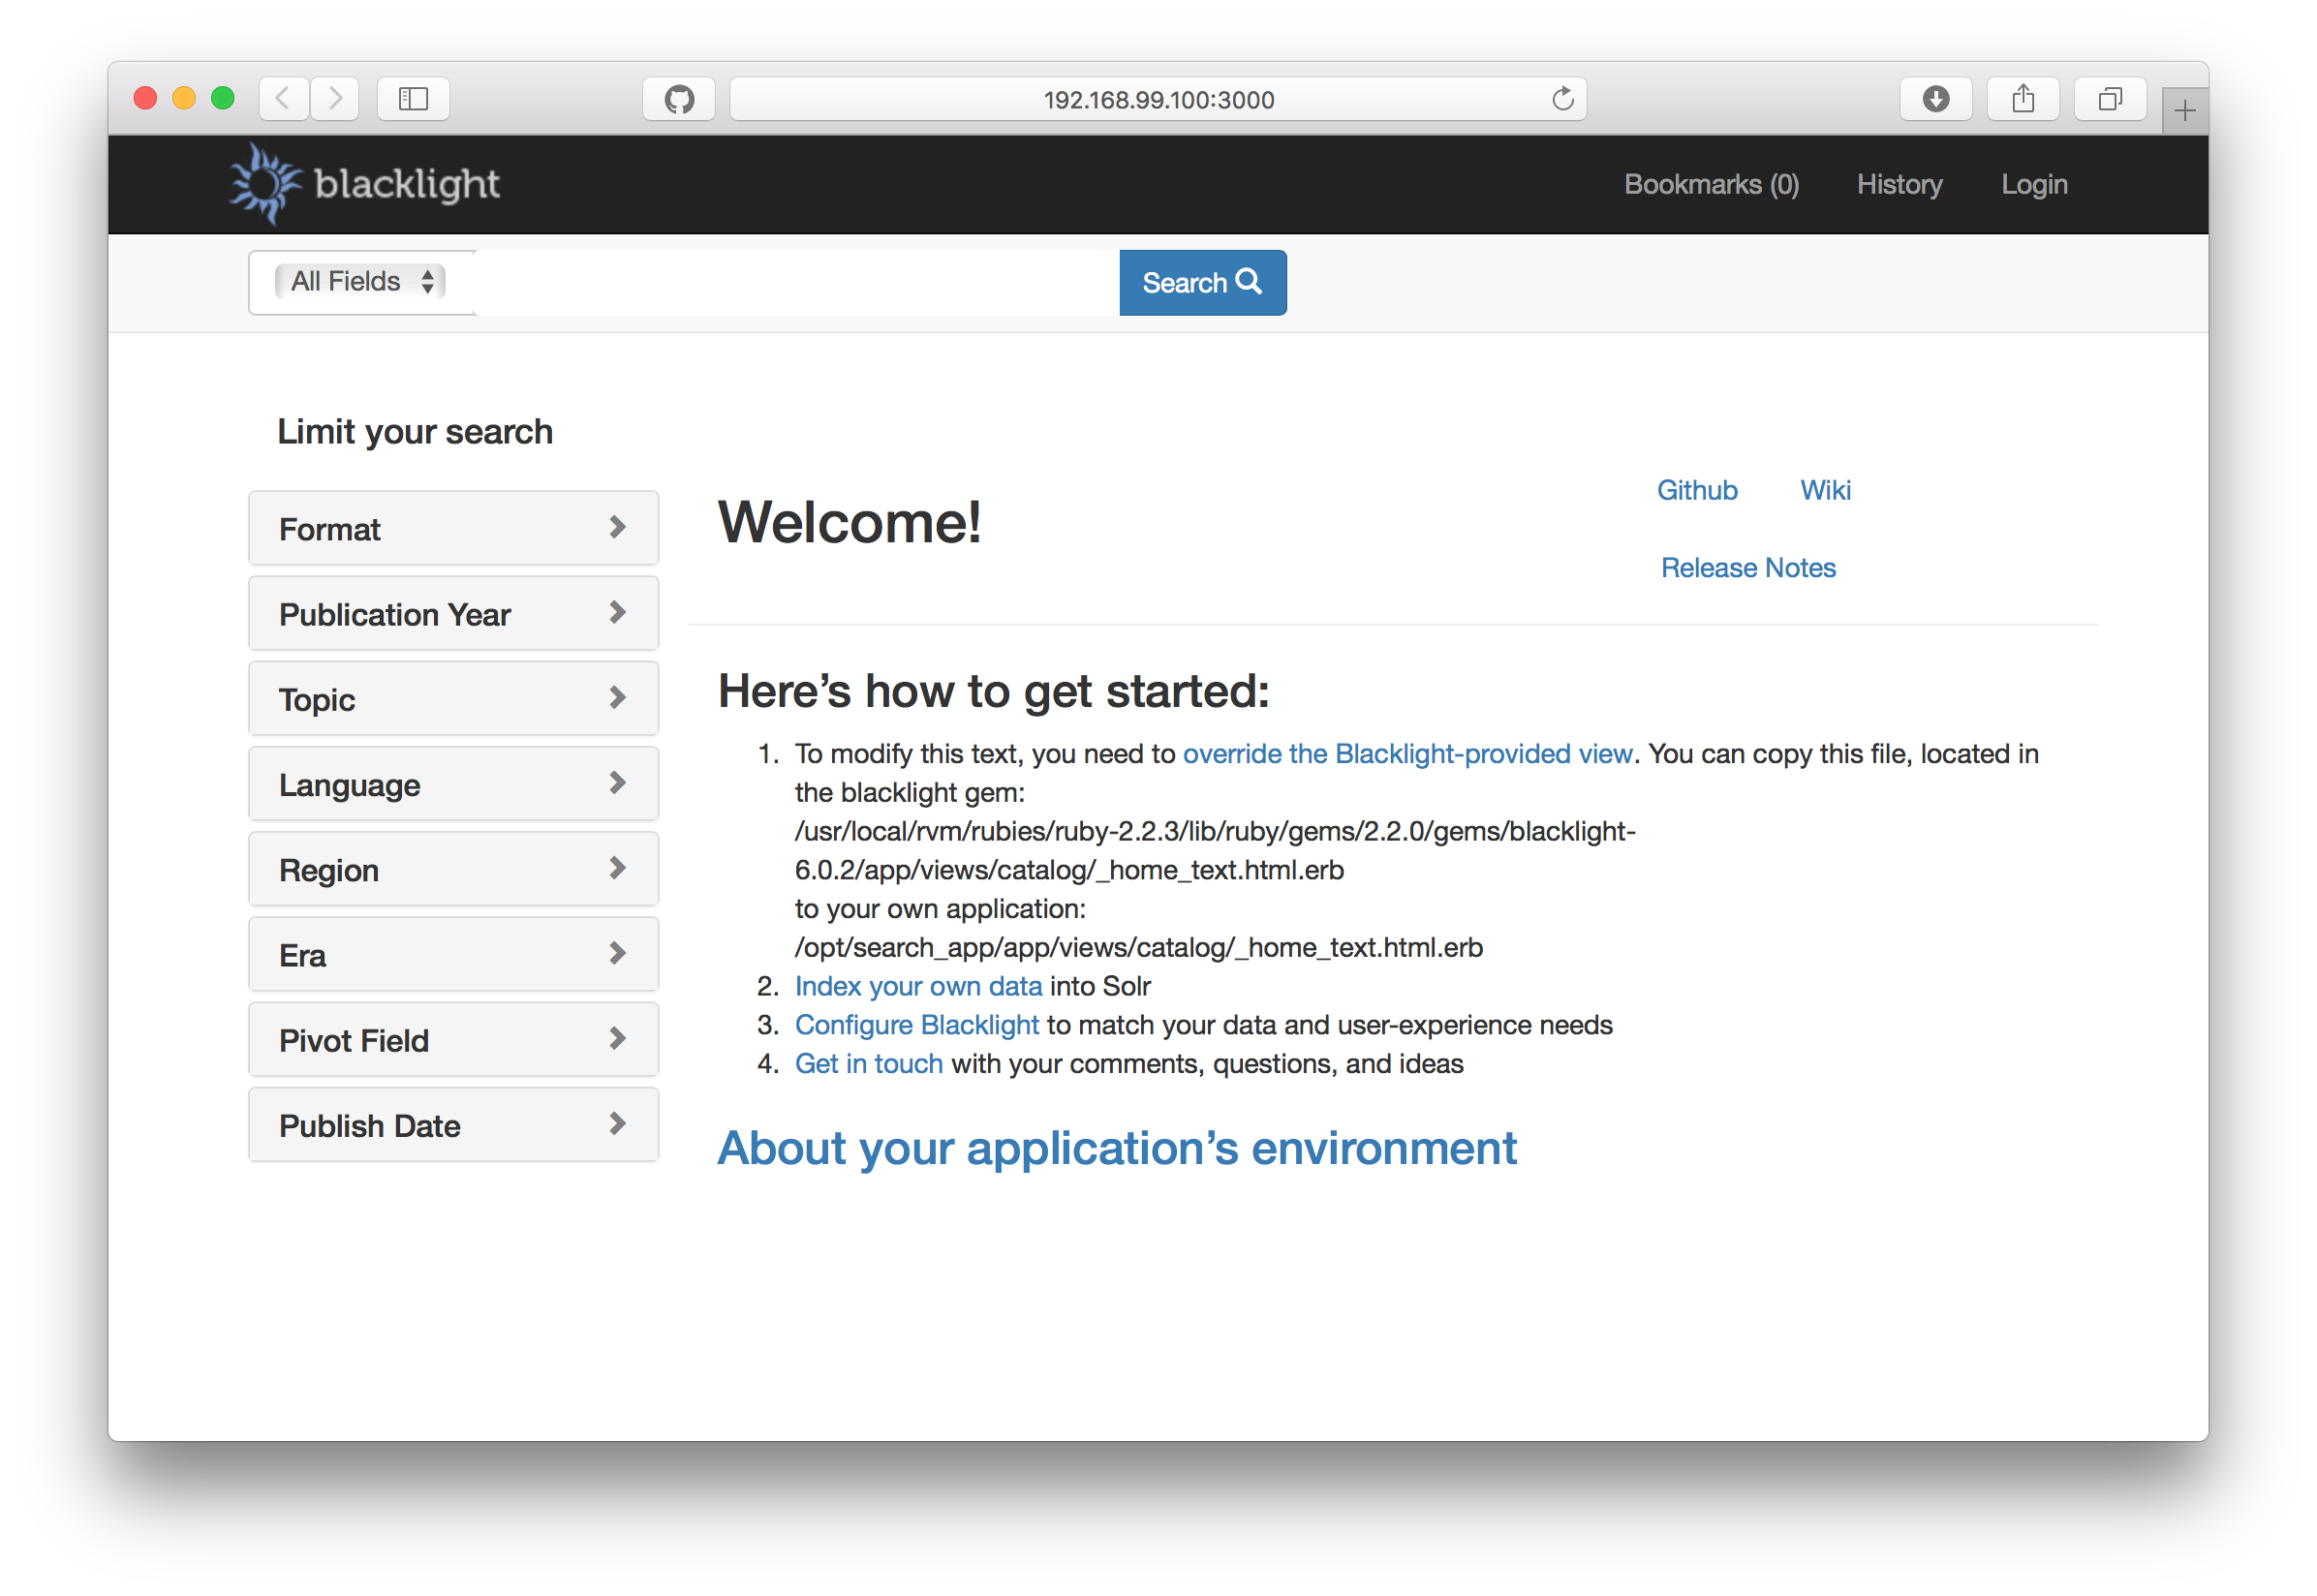 192.168.99.100:3000
blacklight
Bookmarks (0) History Login
All Fields
Search
Limit your search
Format
Publication Year
Topic
Language
Region
Era
Pivot Field
Publish Date
Welcome!
Github Wiki
Release Notes
Here’s how to get started:
1. To modify this text, you need to override the Blacklight-provided view. You can copy this file, located in
the blacklight gem:
/usr/local/rvm/rubies/ruby-2.2.3/lib/ruby/gems/2.2.0/gems/blacklight-
6.0.2/app/views/catalog/_home_text.html.erb
to your own application:
/opt/search_app/app/views/catalog/_home_text.html.erb
2. Index your own data into Solr
3. Configure Blacklight to match your data and user-experience needs
4. Get in touch with your comments, questions, and ideas
About your application’s environment